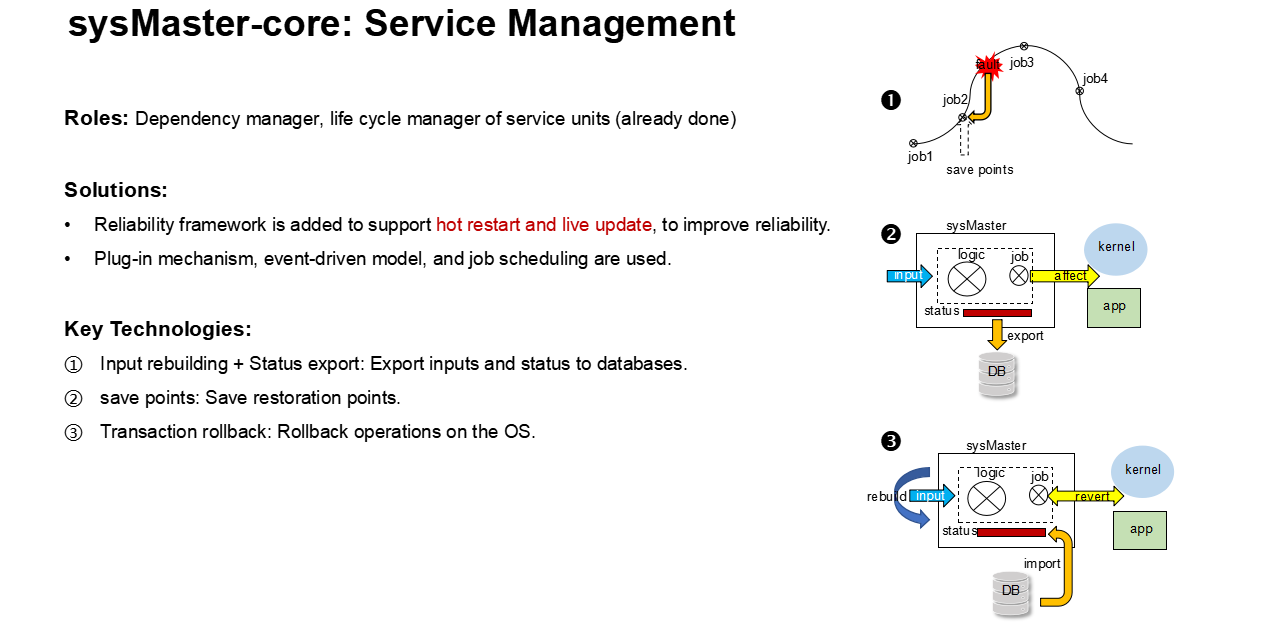 sysMaster-core: Service Management
Roles: Dependency manager, life cycle manager of service units (already done)
Solutions:
• Reliability framework is added to support hot restart and live update, to improve reliability.
• Plug-in mechanism, event-driven model, and job scheduling are used.
Key Technologies:
① Input rebuilding + Status export: Export inputs and status to databases.
② save points: Save restoration points.
③ Transaction rollback: Rollback operations on the OS.
❶
fault
job3
job4
job2
job1
save points
❷
sysMaster
kernel
logic
job
input
affect
app
status
export
DB
❸
sysMaster
kernel
logic
job
rebuild
input
revert
app
status
import
DB